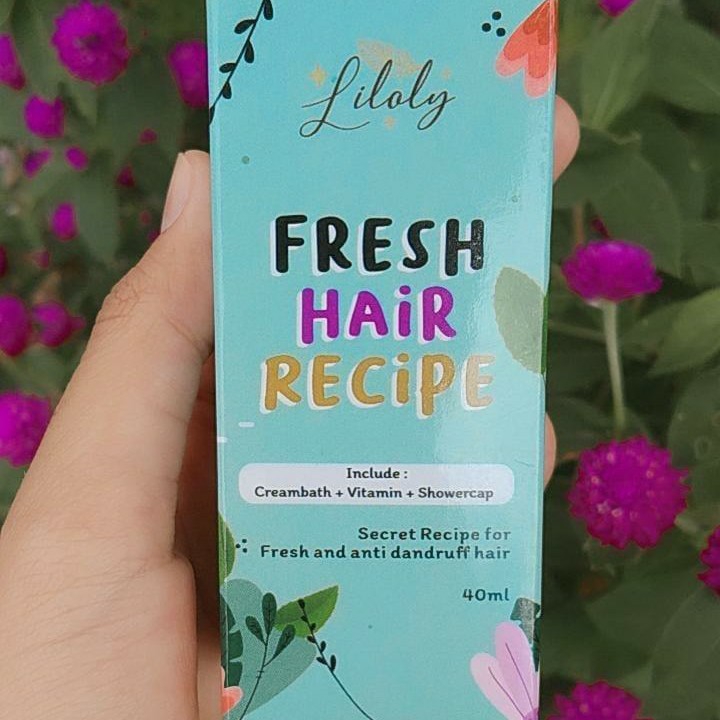 Liloly
FRESH
HAiR
RECiPE
Include :
Creambath + Vitamin + Showercap
Secret Recipe for
Fresh and anti dandruff hair
40ml